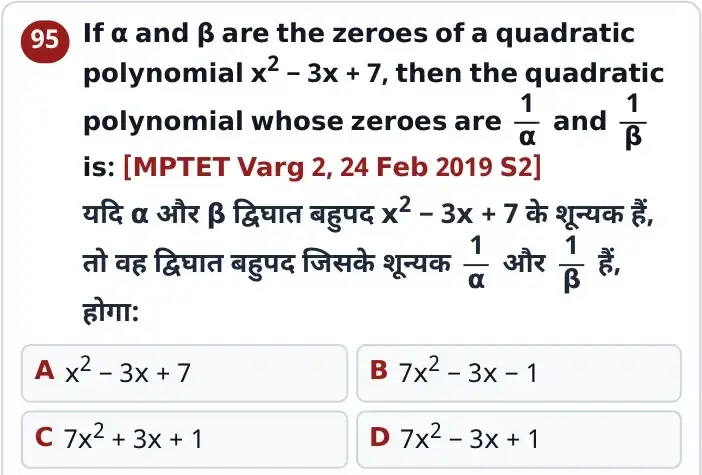 95 If α and β are the zeroes of a quadratic
polynomial x² – 3x + 7, then the quadratic
polynomial whose zeroes are 1/α and 1/β
is: [MPTET Varg 2, 24 Feb 2019 S2]
यदि α और β द्विघात बहुपद x² – 3x + 7 के शून्यक हैं,
तो वह द्विघात बहुपद जिसके शून्यक 1/α और 1/β हैं,
होगा:
A x² – 3x + 7
B 7x² – 3x – 1
C 7x² + 3x + 1
D 7x² – 3x + 1